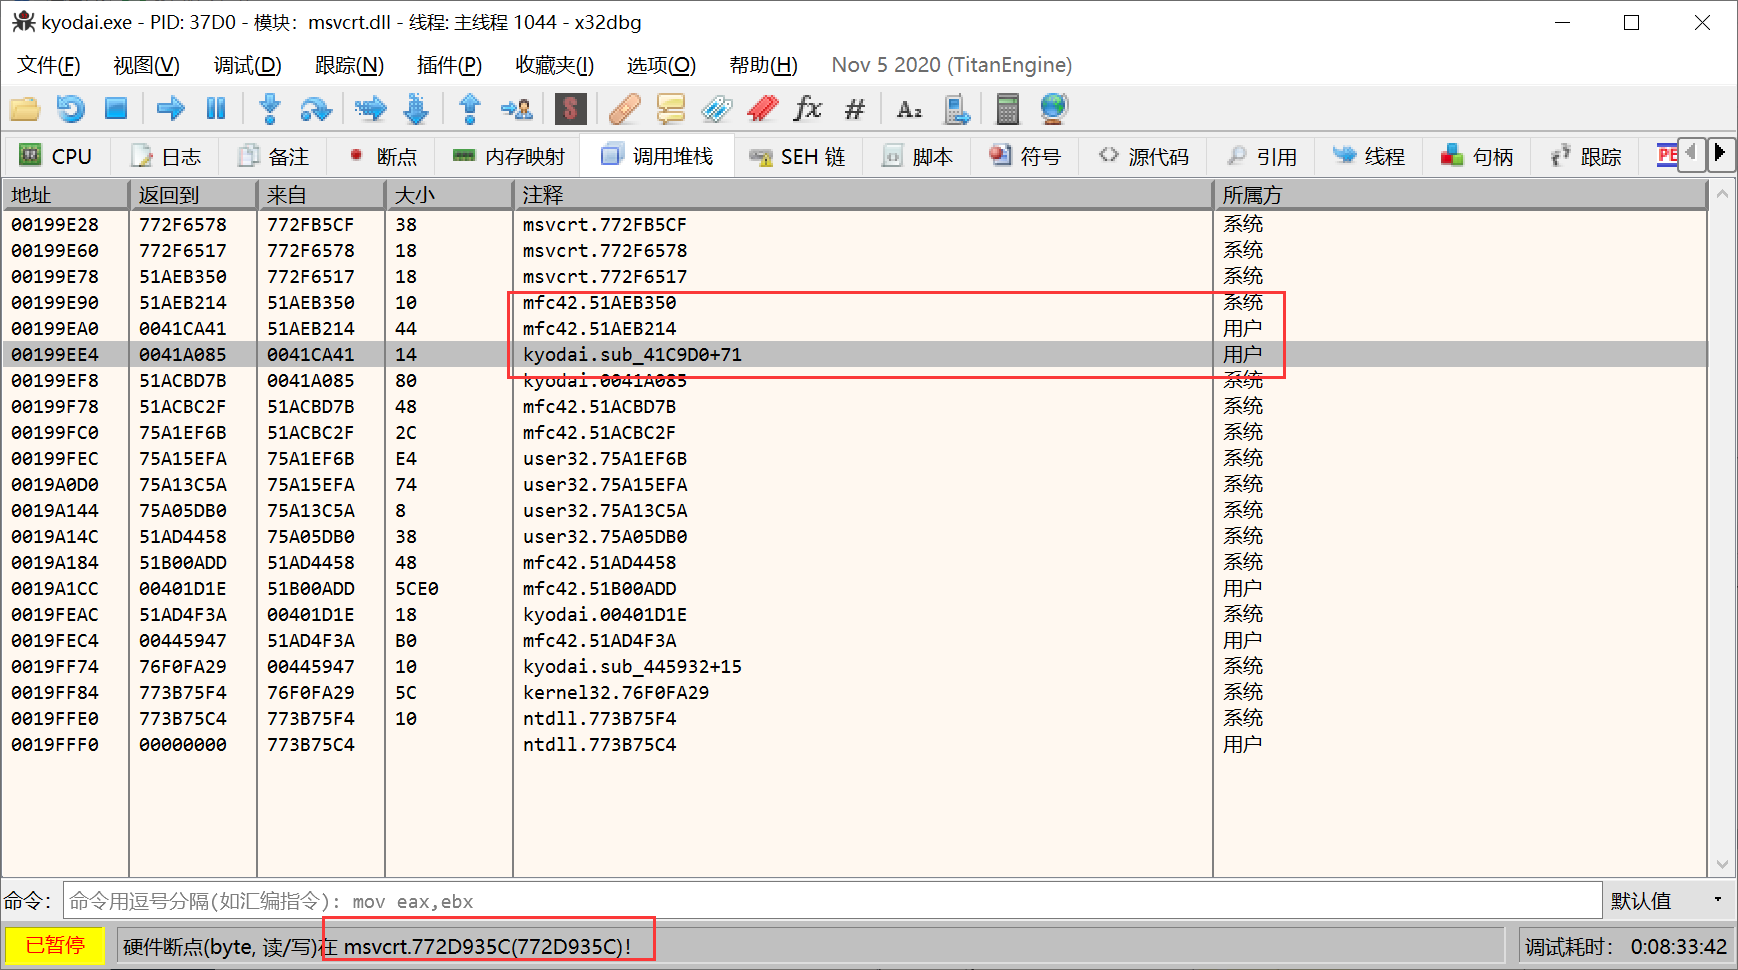 kyodai.exe - PID: 37D0 - 模块: msvcrt.dll - 线程: 主线程 1044 - x32dbg
文件(F) 视图(V) 调试(D) 跟踪(N) 插件(P) 收藏夹(I) 选项(O) 帮助(H) Nov 5 2020 (TitanEngine)
CPU 日志 备注 断点 内存映射 调用堆栈 SEH 链 脚本 符号 源代码 引用 线程 句柄 跟踪 PE
地址 返回到 来自 大小 注释 所属方
00199E28 772F6578 772FB5CF 38 msvcrt.772FB5CF 系统
00199E60 772F6517 772F6578 18 msvcrt.772F6578 系统
00199E78 51AEB350 772F6517 18 msvcrt.772F6517 系统
00199E90 51AEB214 51AEB350 10 mfc42.51AEB350 系统
00199EA0 0041CA41 51AEB214 44 mfc42.51AEB214 用户
00199EE4 0041A085 0041CA41 14 kyodai.sub_41C9D0+71 用户
00199EF8 51ACBD7B 0041A085 80 kyodai.0041A085 系统
00199F78 51ACBC2F 51ACBD7B 48 mfc42.51ACBD7B 系统
00199FC0 75A1EF6B 51ACBC2F 2C mfc42.51ACBC2F 系统
00199FEC 75A15EFA 75A1EF6B E4 user32.75A1EF6B 系统
0019A0D0 75A13C5A 75A15EFA 74 user32.75A15EFA 系统
0019A144 75A05DB0 75A13C5A 8 user32.75A13C5A 系统
0019A14C 51AD4458 75A05DB0 38 user32.75A05DB0 系统
0019A184 51B00ADD 51AD4458 48 mfc42.51AD4458 系统
0019A1CC 00401D1E 51B00ADD 5CE0 mfc42.51B00ADD 用户
0019FEAC 51AD4F3A 00401D1E 18 kyodai.00401D1E 系统
0019FEC4 00445947 51AD4F3A B0 mfc42.51AD4F3A 用户
0019FF74 76F0FA29 00445947 10 kyodai.sub_445932+15 系统
0019FF84 773B75F4 76F0FA29 5C kernel32.76F0FA29 系统
0019FFE0 773B75C4 773B75F4 10 ntdll.773B75F4 系统
0019FFF0 00000000 773B75C4 ntdll.773B75C4 用户
命令: 命令用逗号分隔(如汇编指令): mov eax,ebx 默认值
已暂停 硬件断点(byte, 读/写)在 msvcrt.772D935C(772D935C)! 调试耗时: 0:08:33:42